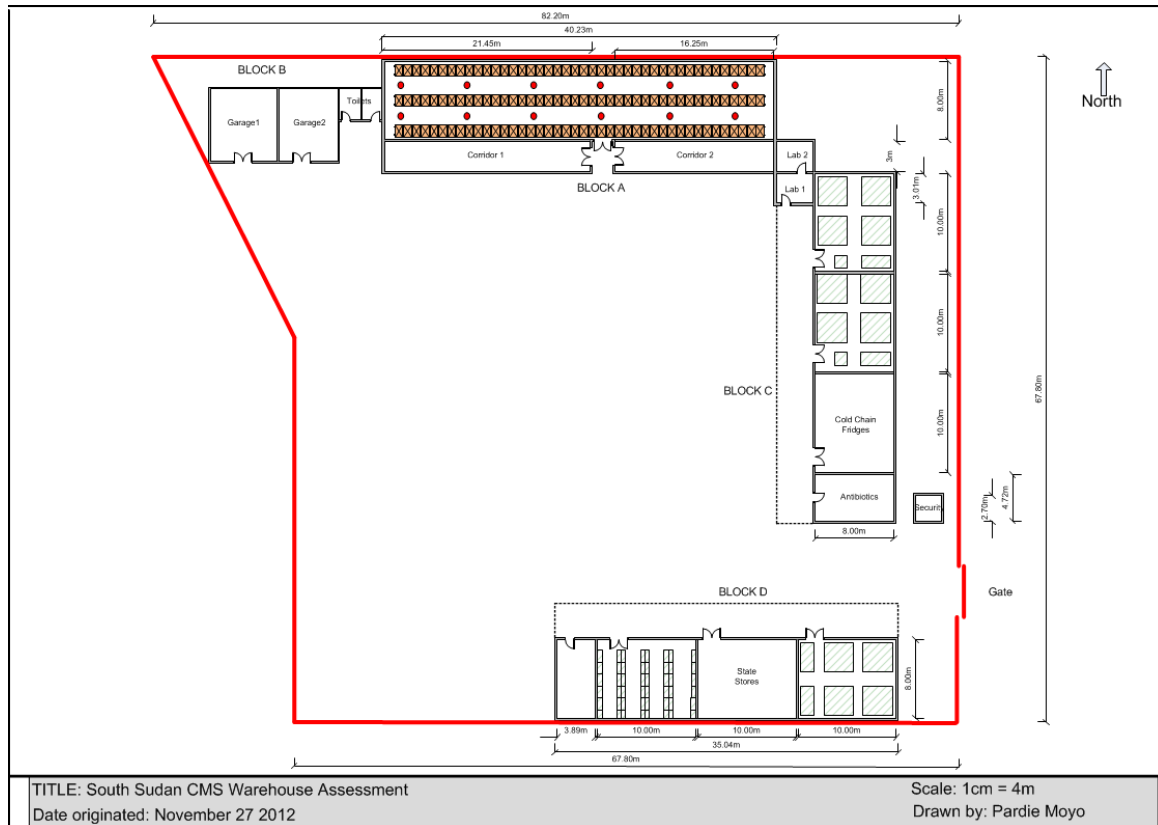 82.20m
40.23m
21.45m
16.25m
BLOCK B
North
8.00m
Toilets
Garage1
Garage2
Corridor 1
Corridor 2
Lab 2
3m
BLOCK A
Lab 1
3.01m
10.00m
10.00m
67.80m
BLOCK C
10.00m
Cold Chain
Fridges
Antibiotics
Security
2.70m
4.72m
8.00m
BLOCK D
Gate
State
Stores
8.00m
3.89m
10.00m
10.00m
10.00m
35.04m
67.80m
TITLE: South Sudan CMS Warehouse Assessment
Scale: 1cm = 4m
Date originated: November 27 2012
Drawn by: Pardie Moyo